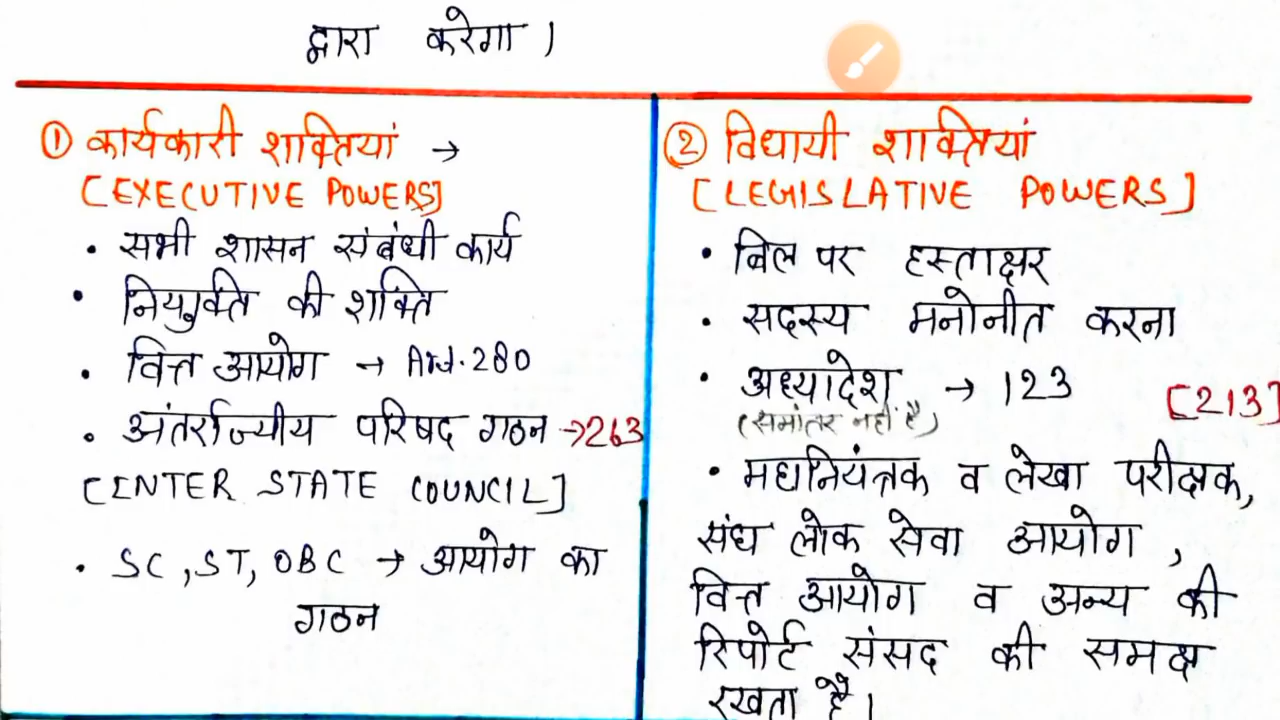 द्वारा करेगा।
① कार्यकारी शक्तियां →
[EXECUTIVE POWERS]
• सभी शासन संबंधी कार्य
• नियुक्ति की शक्ति
• वित्त आयोग → Art.280
• अंतर्राज्यीय परिषद गठन →263
[ENTER STATE COUNCIL]
• SC, ST, OBC → आयोग का
गठन
② विधायी शक्तियां
[LEGISLATIVE POWERS]
• बिल पर हस्ताक्षर
• सदस्य मनोनीत करना
• अध्यादेश → 123 [213]
(समांतर नहीं है)
• महानियंत्रक व लेखा परीक्षक,
संघ लोक सेवा आयोग,
वित्त आयोग व अन्य की
रिपोर्ट संसद की समक्ष
रखता है।